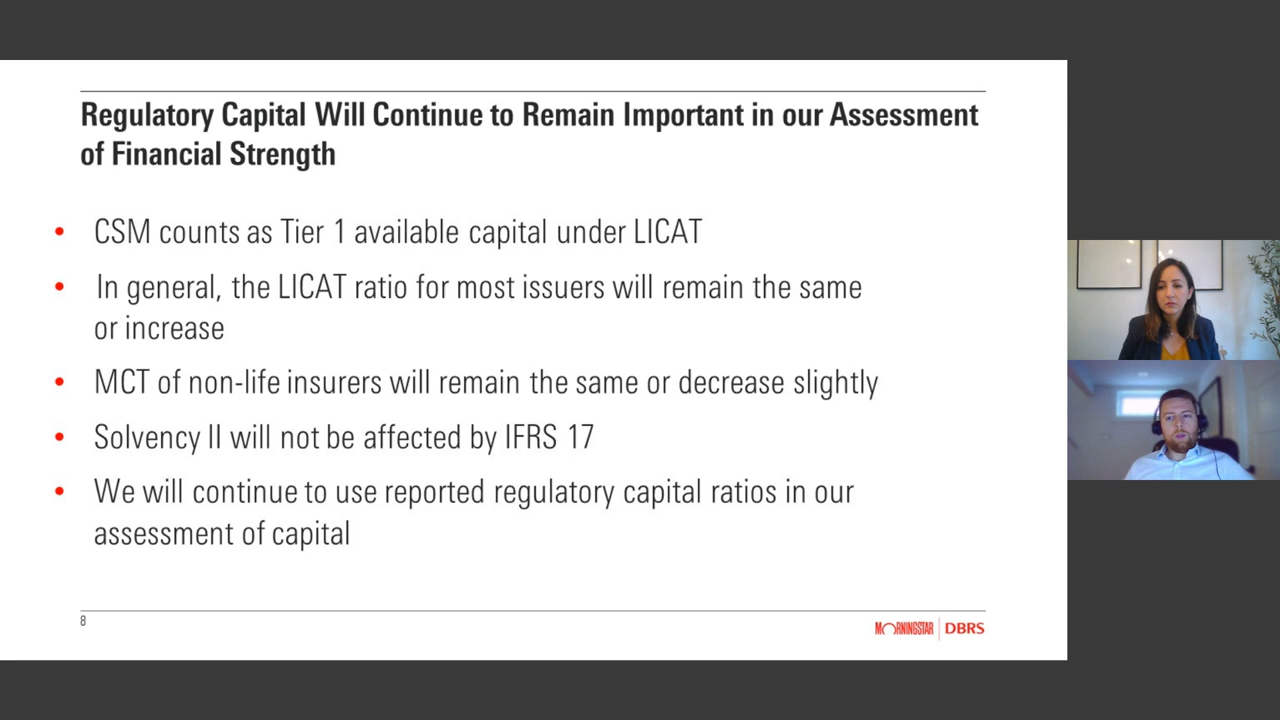 Regulatory Capital Will Continue to Remain Important in our Assessment
of Financial Strength
• CSM counts as Tier 1 available capital under LICAT
• In general, the LICAT ratio for most issuers will remain the same
or increase
• MCT of non-life insurers will remain the same or decrease slightly
• Solvency II will not be affected by IFRS 17
• We will continue to use reported regulatory capital ratios in our
assessment of capital
8
MORNINGSTAR | DBRS